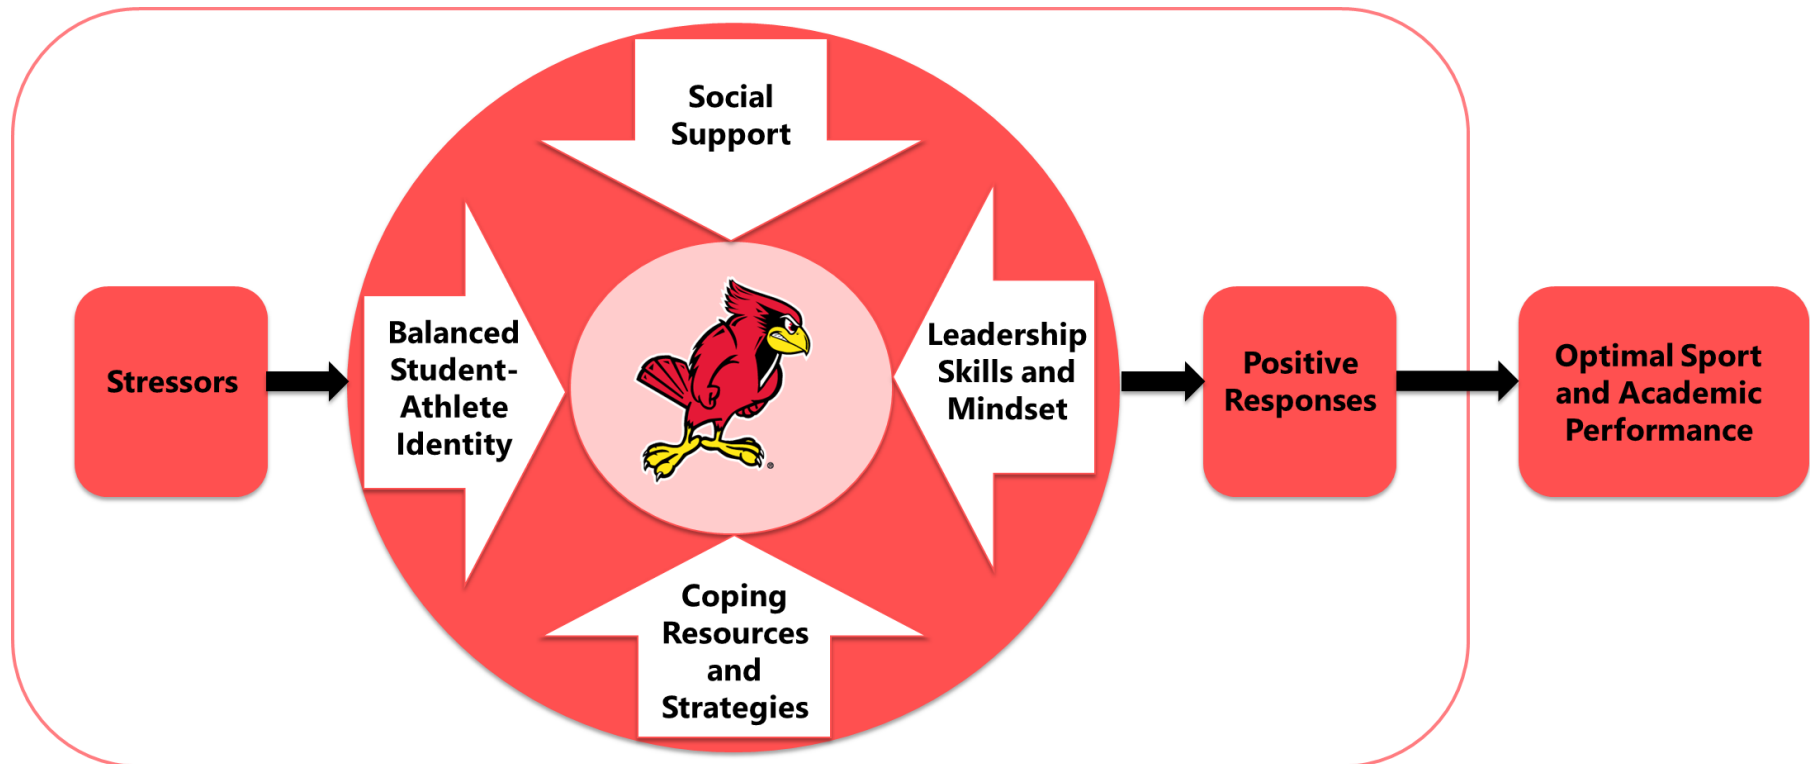 Social
Support
Stressors
Balanced
Student-
Athlete
Identity
Leadership
Skills and
Mindset
Positive
Responses
Optimal Sport
and Academic
Performance
Coping
Resources
and
Strategies
®